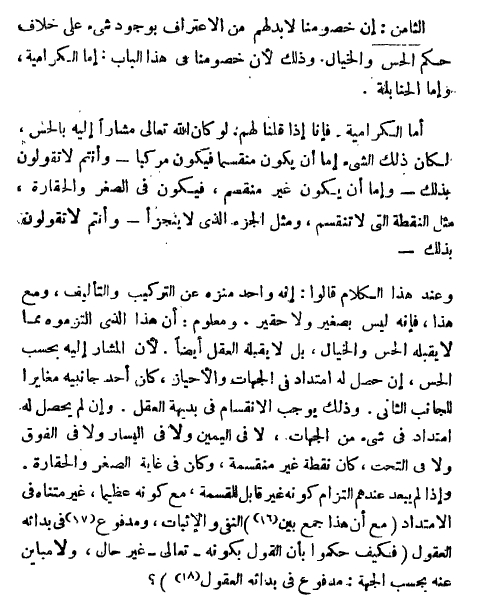 الثامن : إن خصومنا لابدلهم من الاعتراف بوجود شىء على خلاف
حكم الحس والخيال. وذلك لأن خصومنا فى هذا الباب : إما الكرامية ،
وإما الحنابلة .
أما الكرامية ـ فإنا إذا قلنا لهم: لو كان الله تعالى مشاراً إليه بالحس ،
لكان ذلك الشىء إما أن يكون منقسما فيكون مركبا — وأنتم لاتقولون
بذلك — وإما أن يكون غير منقسم ، فيكون فى الصغر والحقارة ،
مثل النقطة التى لاتنقسم ، ومثل الجزء الذى لايتجزأ — وأنتم لاتقولون
بذلك —
وعند هذا الكلام قالوا : إنه واحد منزه عن التركيب والتأليف ، ومع
هذا ، فإنه ليس بصغير ولا حقير . ومعلوم : أن هذا الذى التزموه مما
لايقبله الحس والخيال ، بل لايقبله العقل أيضاً . لأن المشار إليه بحسب
الحس ، إن حصل له امتداد فى الجهات والأحياز ، كان أحد جانبيه مغايرا
للجانب الثانى . وذلك يوجب الانقسام فى بديهة العقل . وإن لم يحصل له
امتداد فى شىء من الجهات ، لا فى اليمين ولا فى اليسار ولا فى الفوق
ولا فى التحت ، كان نقطة غير منقسمة ، وكان فى غاية الصغر والحقارة .
وإذا لم يبعد عندهم التزام كونه غير قابل للقسمة ، مع كونه عظيما ، غير متناه فى
الامتداد ( مع أن هذا جمع بين (١٦) النفى والإثبات ، ومدفوع (١٧) فى بدائه
العقول ( فكيف حكموا بأن القول بكونه ـ تعالى ـ غير حال ، ولا مباين
عنه بحسب الجهة : مدفوع فى بدائه العقول (١٨) ) ؟